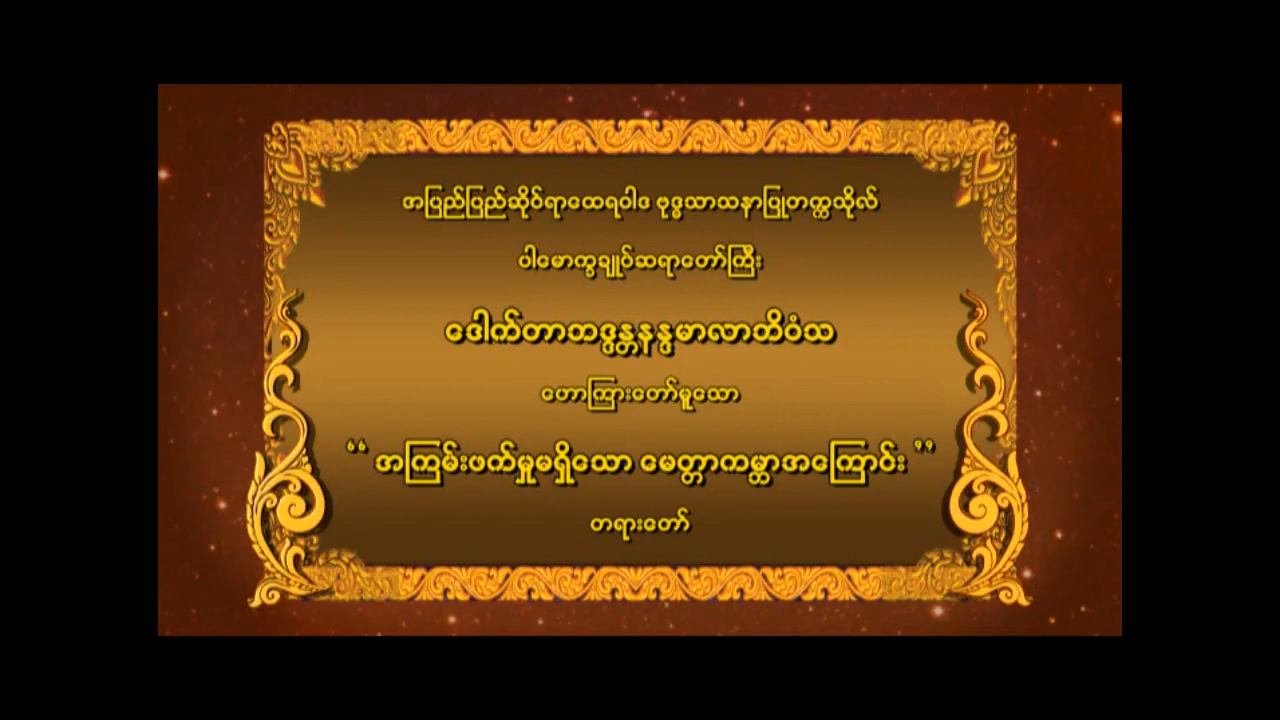 အပြည်ပြည်ဆိုင်ရာထေရဝါဒ ဗုဒ္ဓသာသနာပြုတက္ကသိုလ်
ပါမောက္ခချုပ်ဆရာတော်ကြီး
ဒေါက်တာဘဒ္ဒန္တနန္ဒမာလာဘိဝံသ
ဟောကြားတော်မူသော
“အကြမ်းဖက်မှုမရှိသော မေတ္တာကမ္ဘာအကြောင်း”
တရားတော်